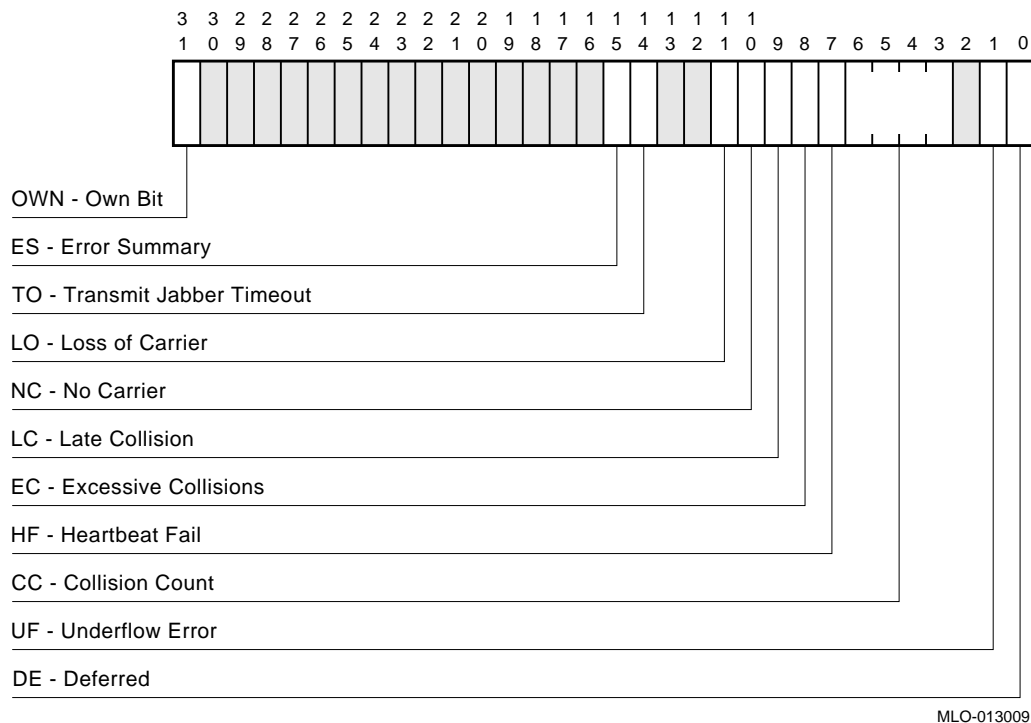 3 3 2 2 2 2 2 2 2 2 2 2 1 1 1 1 1 1 1 1 1 1
1 0 9 8 7 6 5 4 3 2 1 0 9 8 7 6 5 4 3 2 1 0 9 8 7 6 5 4 3 2 1 0
OWN - Own Bit
ES - Error Summary
TO - Transmit Jabber Timeout
LO - Loss of Carrier
NC - No Carrier
LC - Late Collision
EC - Excessive Collisions
HF - Heartbeat Fail
CC - Collision Count
UF - Underflow Error
DE - Deferred
MLO-013009